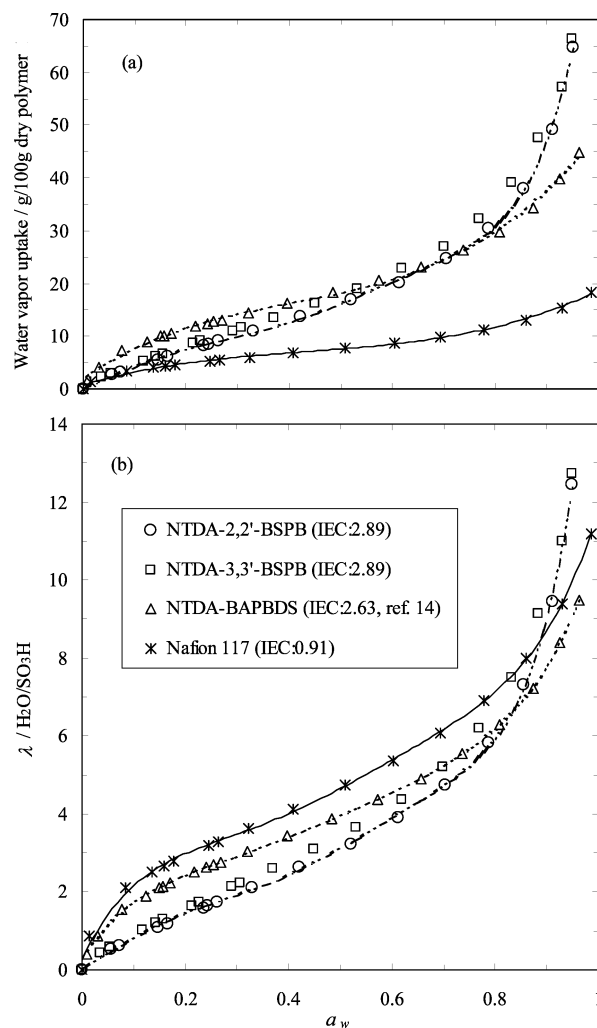 (a)
Water vapor uptake / g/100g dry polymer
70
60
50
40
30
20
10
0
(b)
NTDA-2,2'-BSPB (IEC:2.89)
NTDA-3,3'-BSPB (IEC:2.89)
NTDA-BAPBDS (IEC:2.63, ref. 14)
Nafion 117 (IEC:0.91)
λ / H₂O/SO₃H
14
12
10
8
6
4
2
0
0 0.2 0.4 0.6 0.8 1
a w